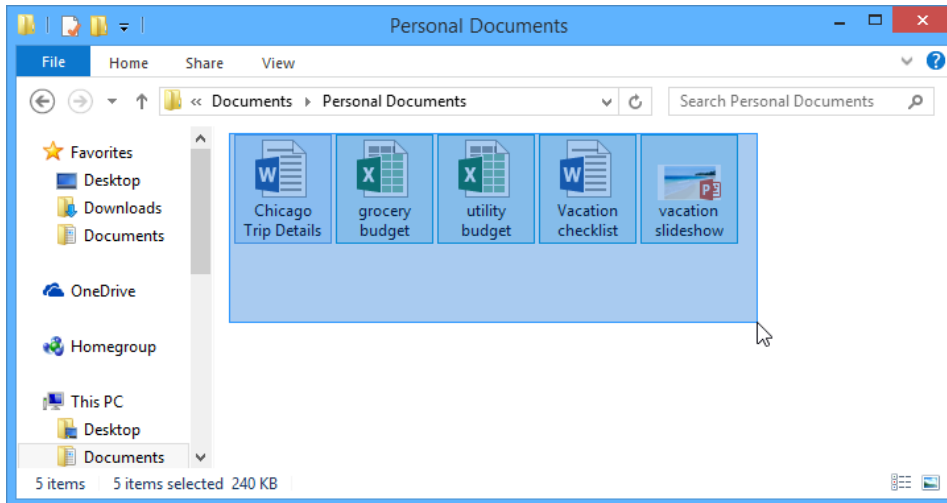 Personal Documents
File Home Share View
« Documents Personal Documents Search Personal Documents
Favorites
Desktop
Downloads
Documents
OneDrive
Homegroup
This PC
Desktop
Documents
Chicago
Trip Details
grocery
budget
utility
budget
Vacation
checklist
vacation
slideshow
5 items 5 items selected 240 KB